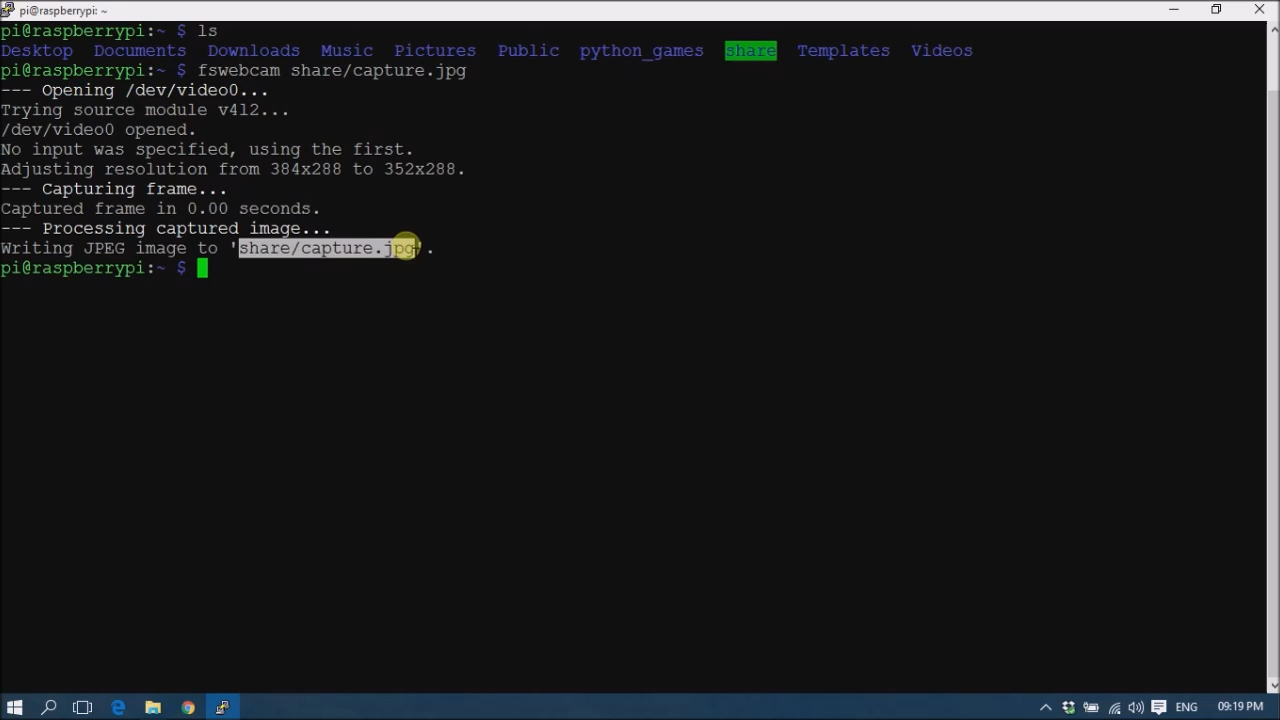 pi@raspberrypi: ~
pi@raspberrypi:~ $ ls
Desktop Documents Downloads Music Pictures Public python_games share Templates Videos
pi@raspberrypi:~ $ fswebcam share/capture.jpg
--- Opening /dev/video0...
Trying source module v4l2...
/dev/video0 opened.
No input was specified, using the first.
Adjusting resolution from 384x288 to 352x288.
--- Capturing frame...
Captured frame in 0.00 seconds.
--- Processing captured image...
Writing JPEG image to 'share/capture.jpg'.
pi@raspberrypi:~ $
ENG 09:19 PM